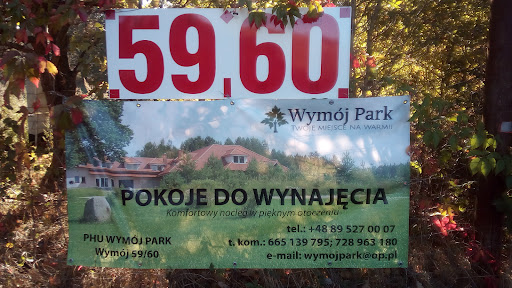 59,60
Wymój Park
TWOJE MIEJSCE NA WARMII
POKOJE DO WYNAJĘCIA
Komfortowy nocleg w pięknym otoczeniu
tel.: +48 89 527 00 07
PHU WYMÓJ PARK
t. kom.: 665 139 795; 728 963 180
Wymój 59/60
e-mail: wymojpark@op.pl